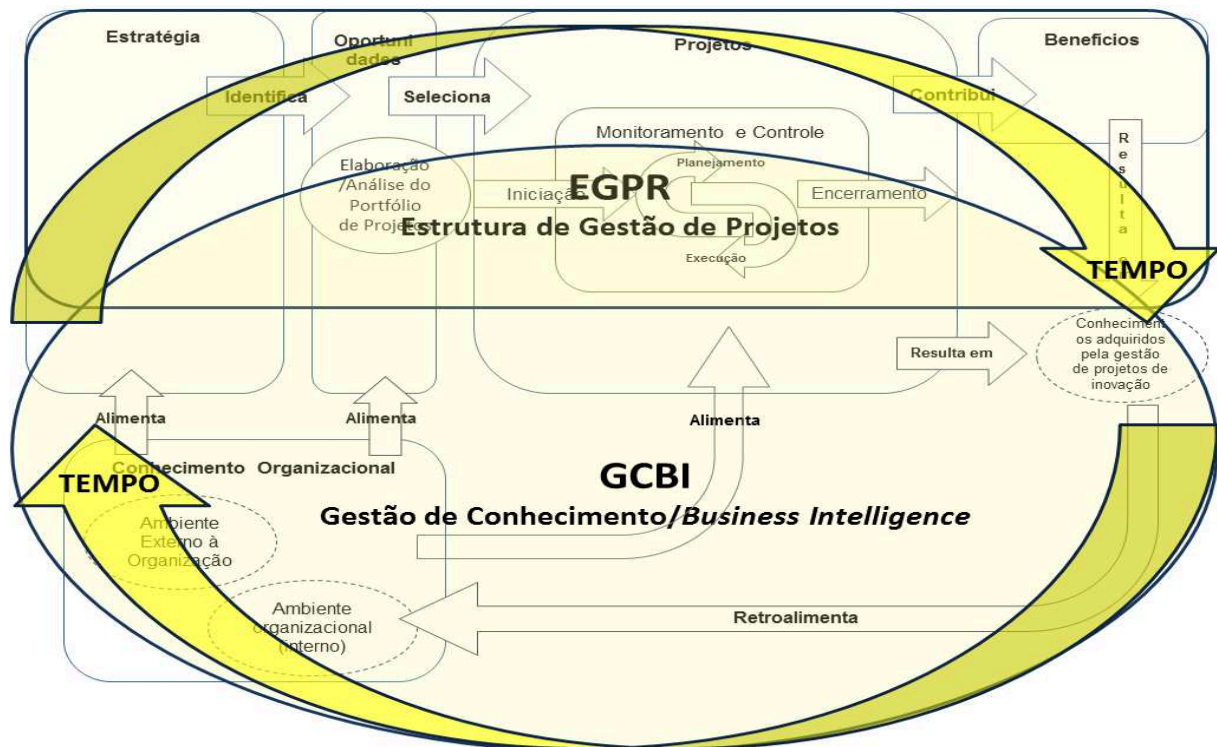 Estratégia
Oportuni
dades
Projetos
Benefícios
Identifica
Seleciona
Contribui
Monitoramento e Controle
Planejamento
Elaboração
/Análise do
Portfólio
de Projetos
Iniciação
Encerramento
EGPR
Estrutura de Gestão de Projetos
Execução
R
e
s
u
l
t
a
TEMPO
Conheciment
os adquiridos
pela gestão
de projetos de
inovação
Resulta em
Alimenta
Alimenta
Alimenta
Conhecimento Organizacional
TEMPO
GCBI
Gestão de Conhecimento/Business Intelligence
Ambiente
Externo à
Organização
Ambiente
organizacional
(interno)
Retroalimenta